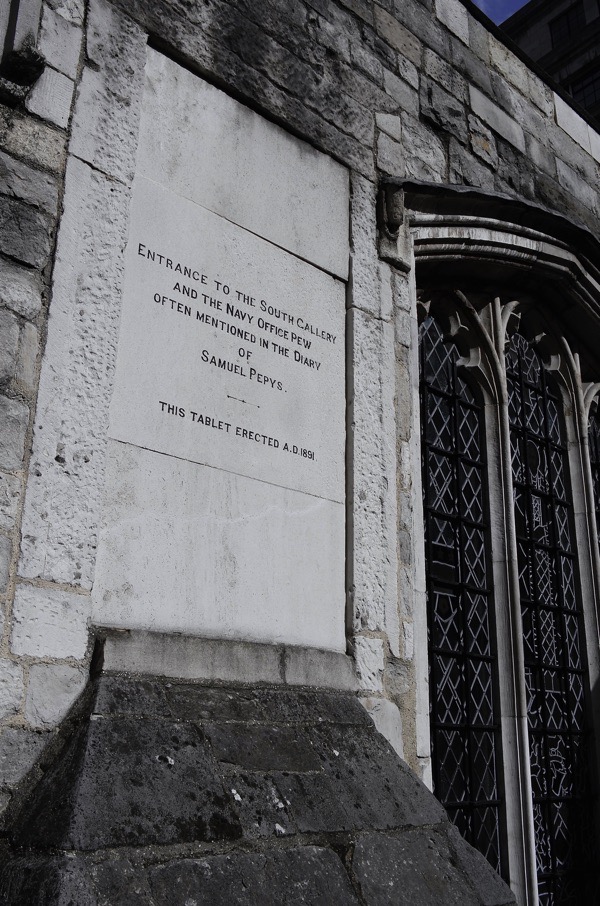 Entrance to the South Gallery
and the Navy Office Pew
often mentioned in the Diary
of
Samuel Pepys.
This tablet erected A.D. 1891.